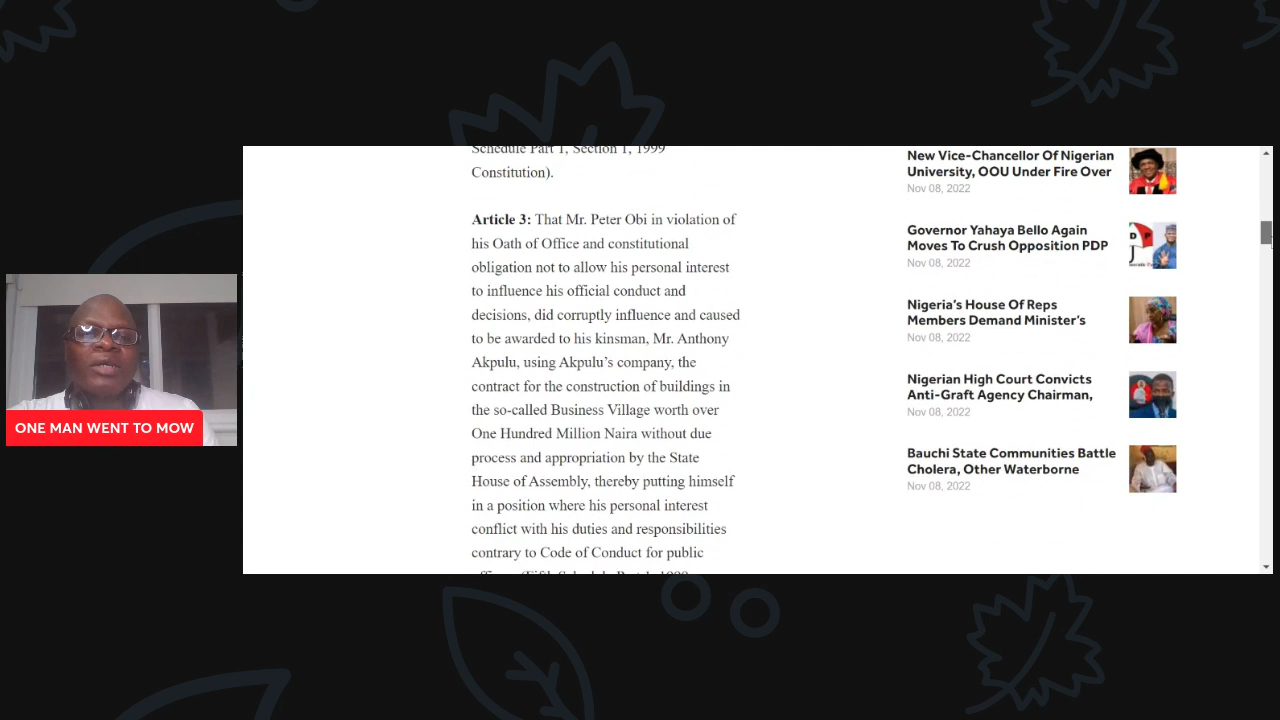 Schedule Part 1, Section 1, 1999
Constitution).
Article 3: That Mr. Peter Obi in violation of
his Oath of Office and constitutional
obligation not to allow his personal interest
to influence his official conduct and
decisions, did corruptly influence and caused
to be awarded to his kinsman, Mr. Anthony
Akpulu, using Akpulu’s company, the
contract for the construction of buildings in
the so-called Business Village worth over
One Hundred Million Naira without due
process and appropriation by the State
House of Assembly, thereby putting himself
in a position where his personal interest
conflict with his duties and responsibilities
contrary to Code of Conduct for public
New Vice-Chancellor Of Nigerian
University, OOU Under Fire Over
Nov 08, 2022
Governor Yahaya Bello Again
Moves To Crush Opposition PDP
Nov 08, 2022
Nigeria’s House Of Reps
Members Demand Minister’s
Nov 08, 2022
Nigerian High Court Convicts
Anti-Graft Agency Chairman,
Nov 08, 2022
Bauchi State Communities Battle
Cholera, Other Waterborne
Nov 08, 2022
ONE MAN WENT TO MOW